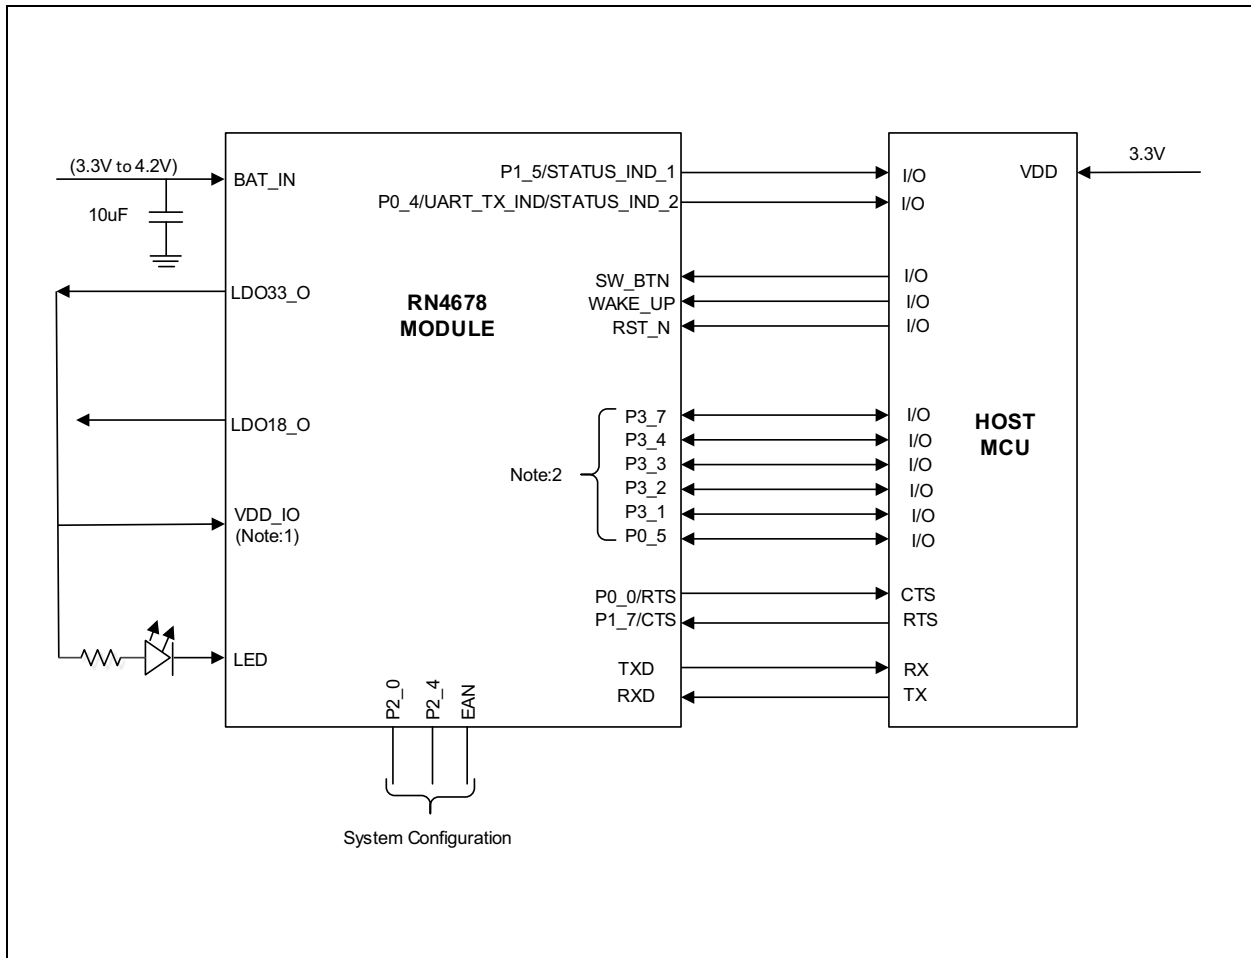 (3.3V to 4.2V)
BAT_IN
10uF
LDO33_O
LDO18_O
VDD_IO
(Note:1)
LED
RN4678
MODULE
P1_5/STATUS_IND_1
P0_4/UART_TX_IND/STATUS_IND_2
SW_BTN
WAKE_UP
RST_N
Note:2
P3_7
P3_4
P3_3
P3_2
P3_1
P0_5
P0_0/RTS
P1_7/CTS
TXD
RXD
P2_0
P2_4
EAN
System Configuration
I/O
I/O
I/O
I/O
I/O
I/O
I/O
I/O
I/O
I/O
I/O
CTS
RTS
RX
TX
HOST
MCU
VDD
3.3V